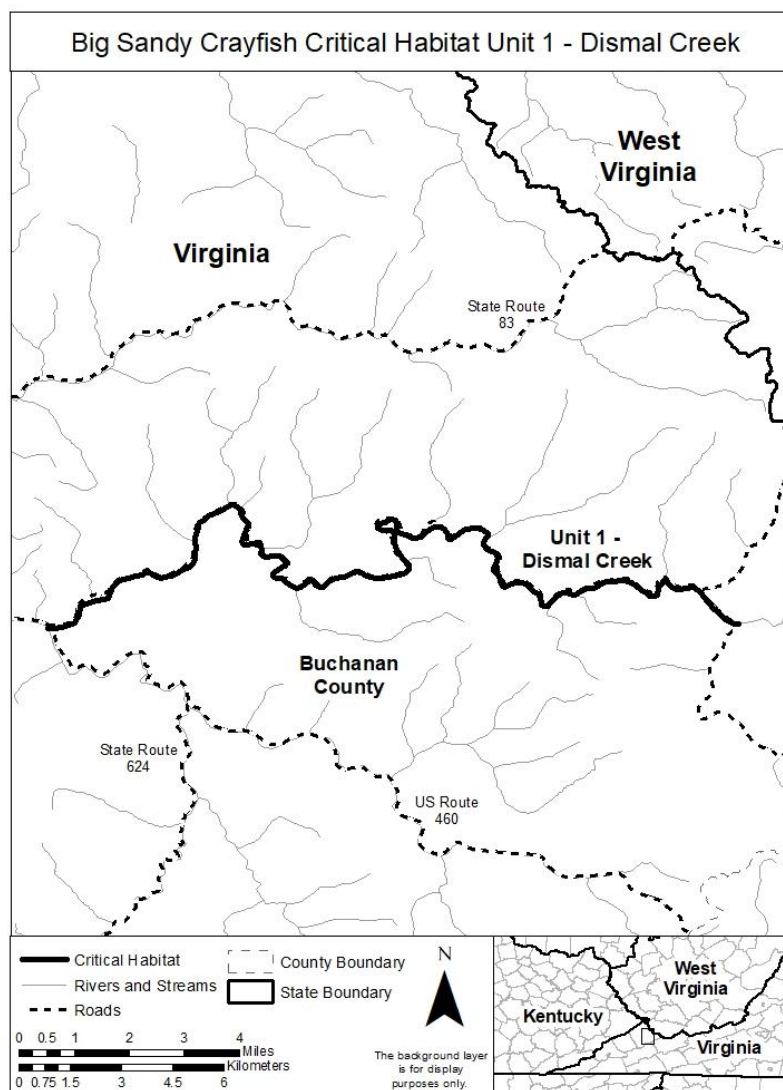 Big Sandy Crayfish Critical Habitat Unit 1 - Dismal Creek
West
Virginia
Virginia
State Route
83
Unit 1 -
Dismal Creek
Buchanan
County
State Route
624
US Route
460
Critical Habitat
Rivers and Streams
Roads
County Boundary
State Boundary
0 0.5 1 2 3 4
Miles
Kilometers
0 0.75 1.5 3 4.5 6
N
The background layer
is for display
purposes only.
West
Virginia
Kentucky
Virginia